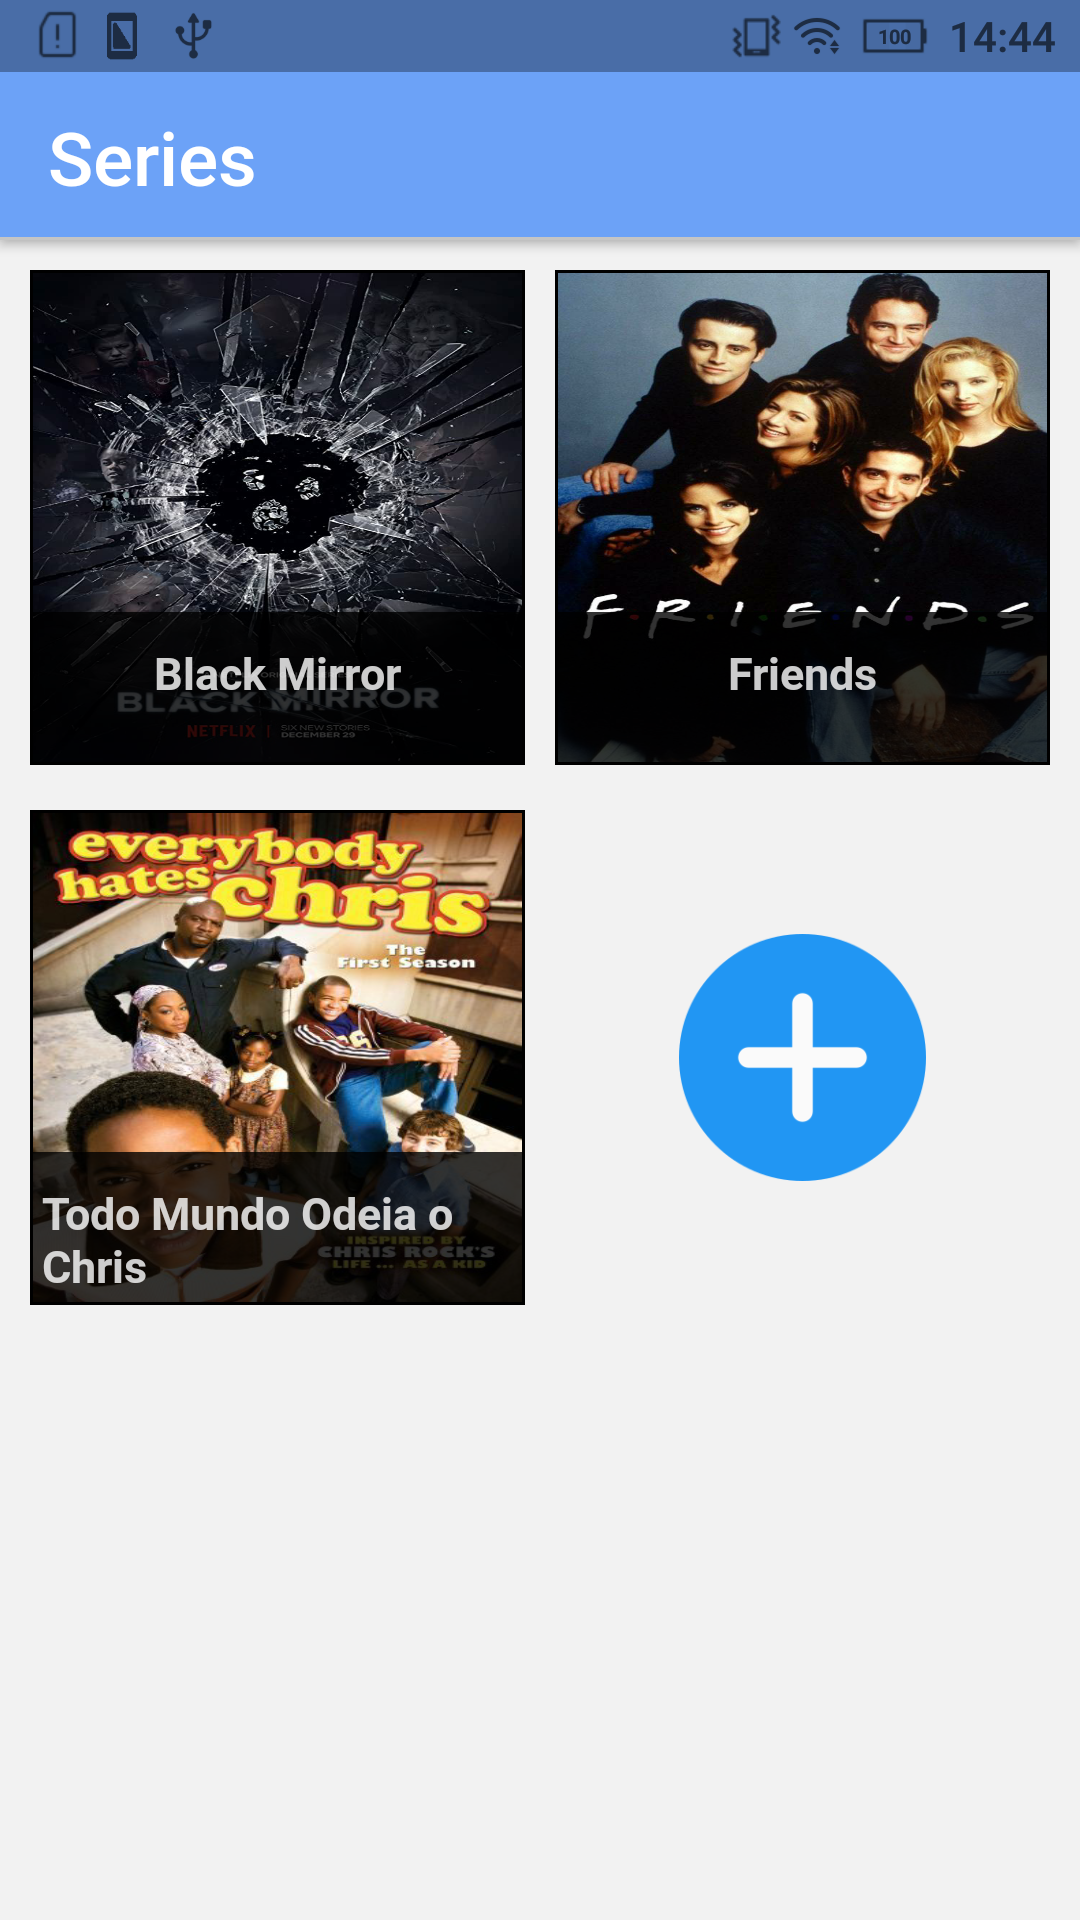 100 14:44
Series
F·R·I·E·N·D·S
Black Mirror
Friends
BLACK MIRROR
NETFLIX | SIX NEW STORIES
DECEMBER 29
everybody
hates chris
The
First Season
Todo Mundo Odeia o
Chris
INSPIRED BY
CHRIS ROCK'S
LIFE ... AS A KID